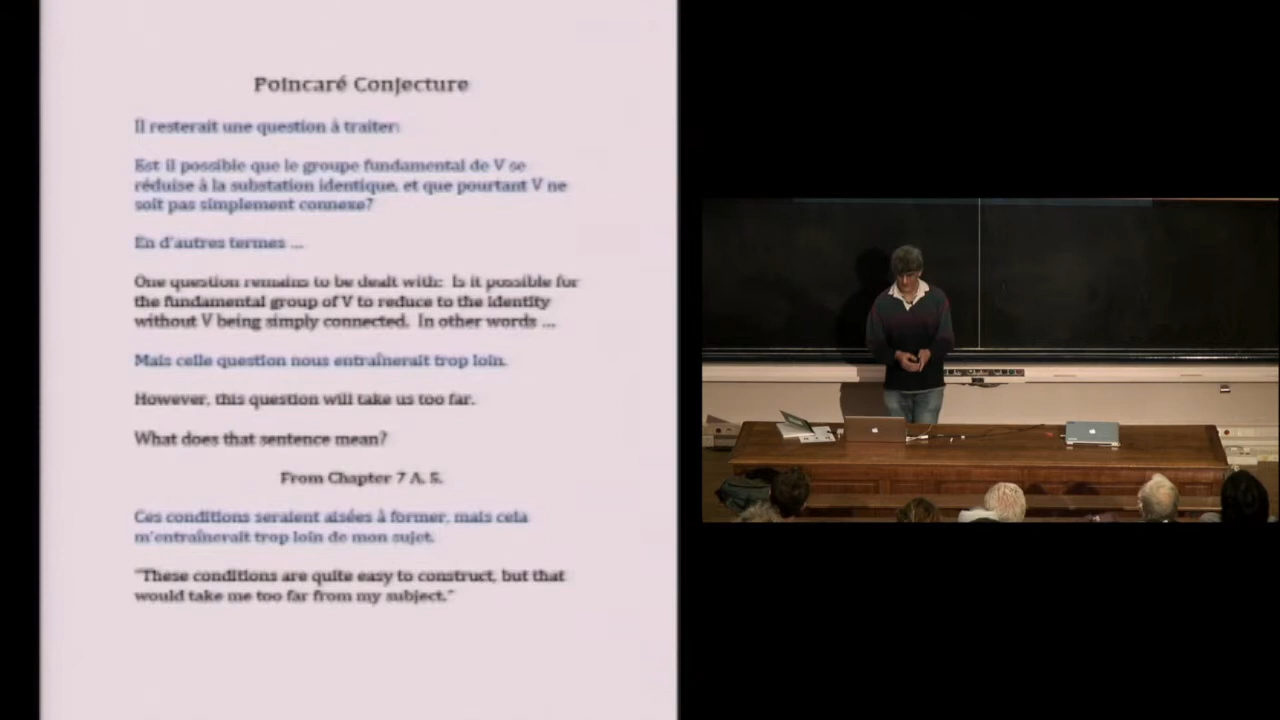 Poincaré Conjecture
Il resterait une question à traiter:
Est il possible que le groupe fundamental de V se
réduise à la substation identique, et que pourtant V ne
soit pas simplement connexe?
En d'autres termes ...
One question remains to be dealt with: Is it possible for
the fundamental group of V to reduce to the identity
without V being simply connected. In other words ...
Mais celle question nous entraînerait trop loin.
However, this question will take us too far.
What does that sentence mean?
From Chapter 7 A. S.
Ces conditions seraient aisées à former, mais cela
m'entraînerait trop loin de mon sujet.
"These conditions are quite easy to construct, but that
would take me too far from my subject."